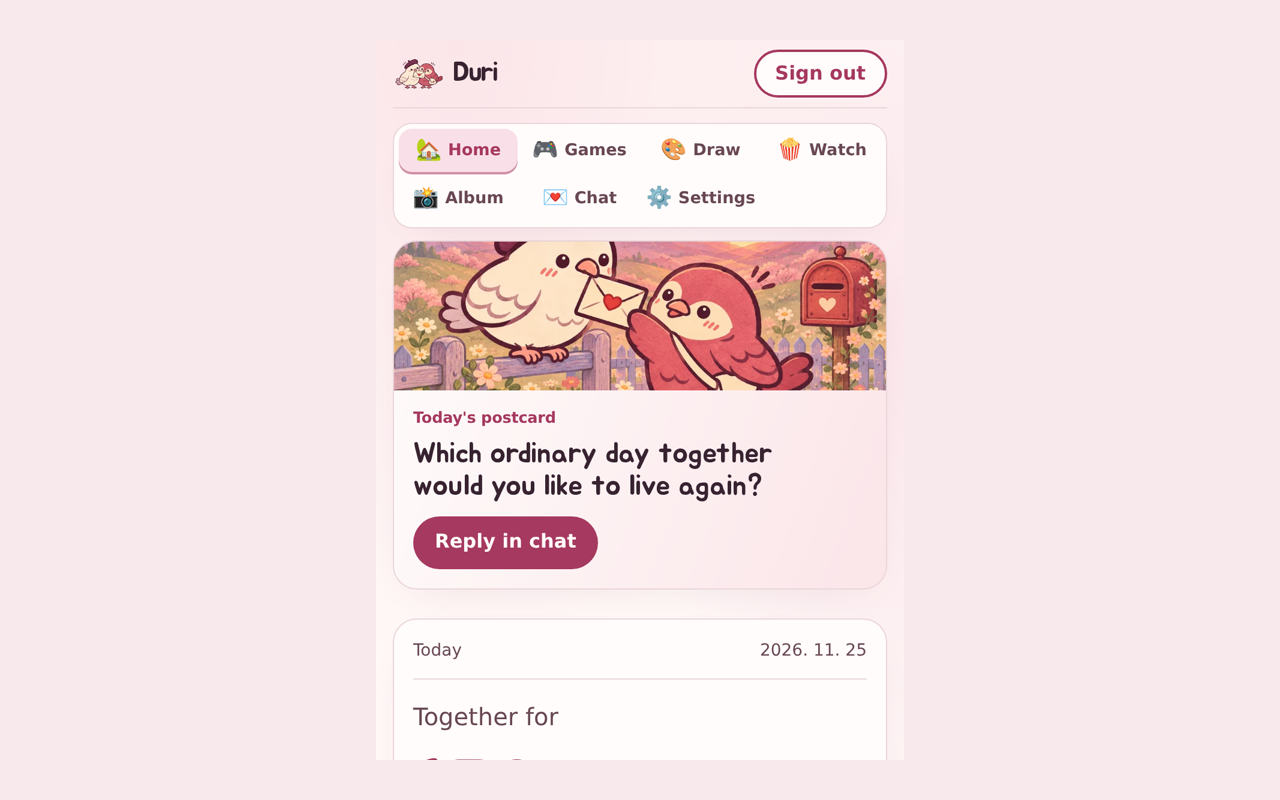 Duri
Sign out
Home
Games
Draw
Watch
Album
Chat
Settings
Today's postcard
Which ordinary day together
would you like to live again?
Reply in chat
Today
2026. 11. 25
Together for